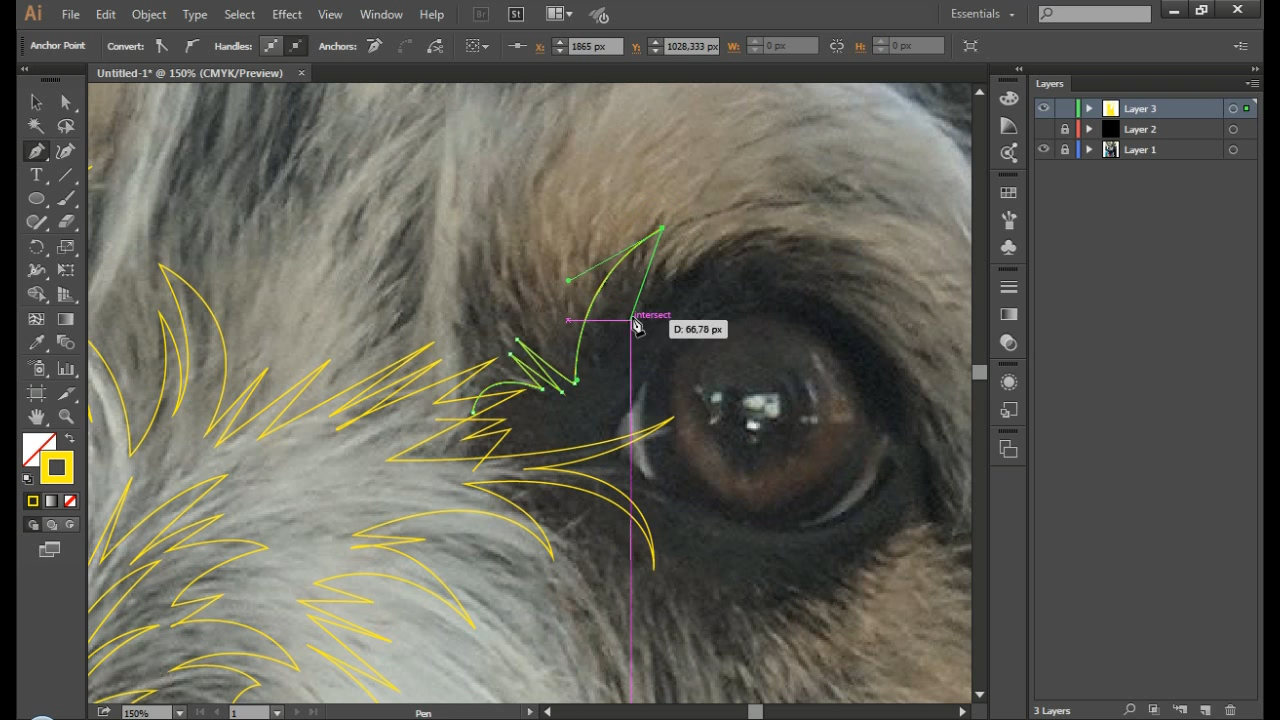 Ai File Edit Object Type Select Effect View Window Help Br St Essentials
Anchor Point Convert: Handles: Anchors: X: 1865 px Y: 1028,333 px W: 0 px H: 0 px
Untitled-1* @ 150% (CMYK/Preview)
Layers
Layer 3
Layer 2
Layer 1
intersect
D: 66,78 px
150% 1 Pen
3 Layers